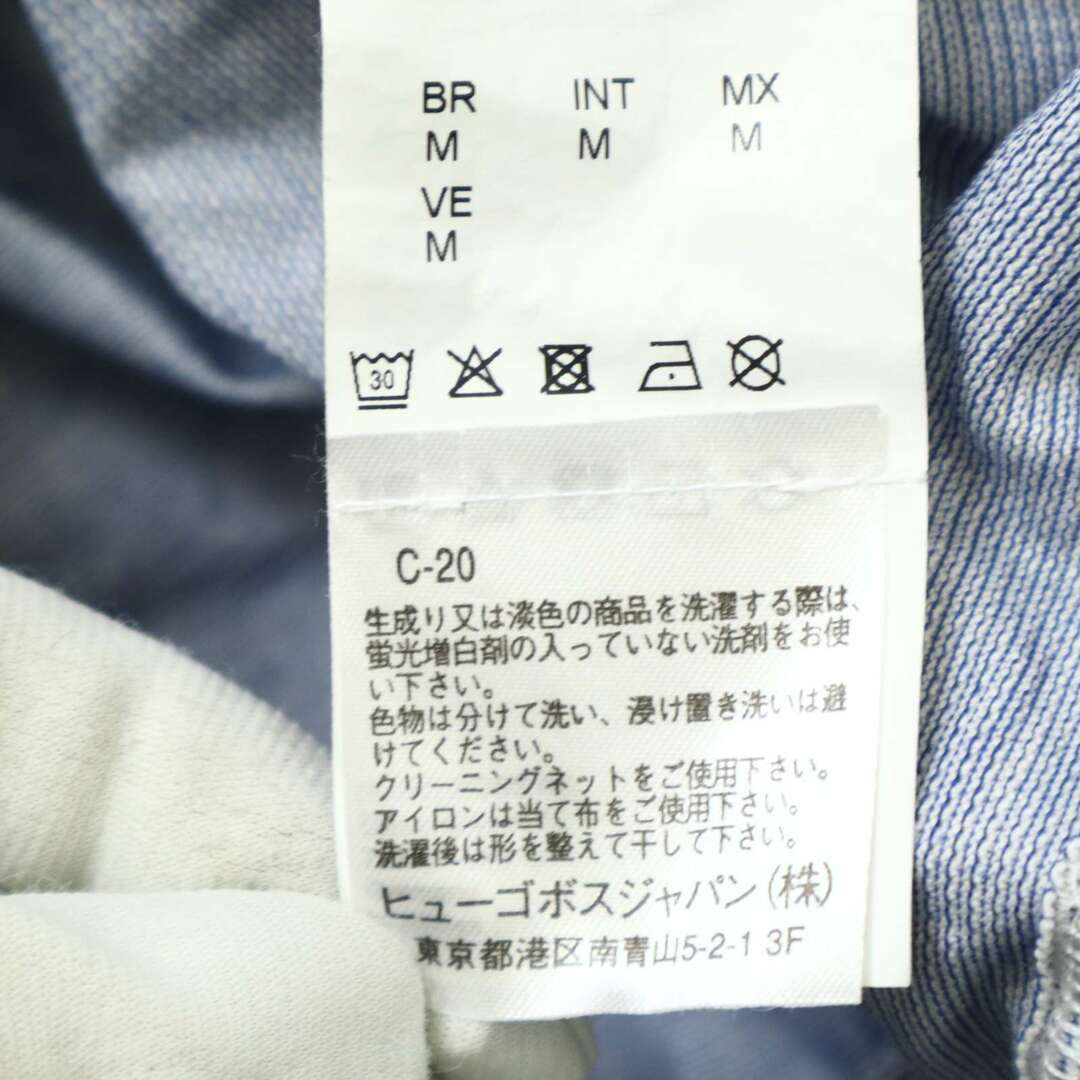 BR INT MX
M M M
VE
M
30
C-20
生成り又は淡色の商品を洗濯する際は、
蛍光増白剤の入っていない洗剤をお使
い下さい。
色物は分けて洗い、浸け置き洗いは避
けてください。
クリーニングネットをご使用下さい。
アイロンは当て布をご使用下さい。
洗濯後は形を整えて干して下さい。
ヒューゴボスジャパン(株)
東京都港区南青山5-2-1 3F